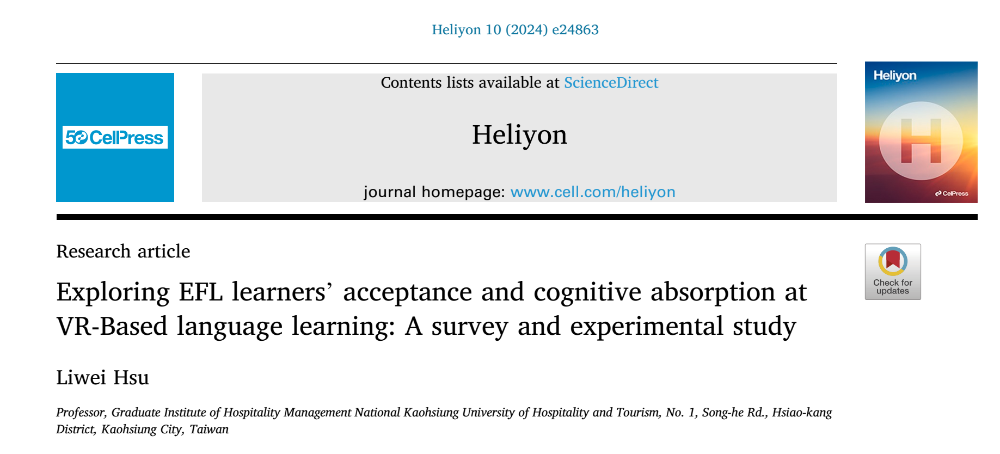 Heliyon 10 (2024) e24863
Contents lists available at ScienceDirect
Heliyon
journal homepage: www.cell.com/heliyon
50 CellPress
Heliyon
H
CellPress
Research article
Exploring EFL learners’ acceptance and cognitive absorption at
VR-Based language learning: A survey and experimental study
Check for
updates
Liwei Hsu
Professor, Graduate Institute of Hospitality Management National Kaohsiung University of Hospitality and Tourism, No. 1, Song-he Rd., Hsiao-kang
District, Kaohsiung City, Taiwan